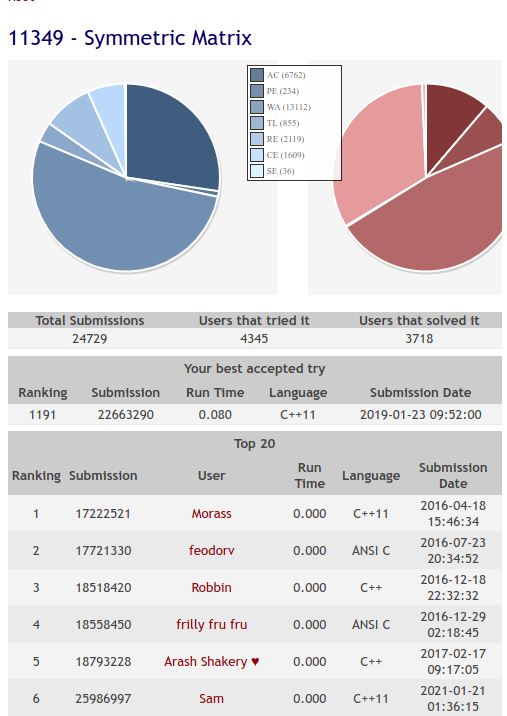 11349 - Symmetric Matrix
AC (6762)
PE (234)
WA (13112)
TL (855)
RE (2119)
CE (1609)
SE (36)
Total Submissions Users that tried it Users that solved it
24729 4345 3718
Your best accepted try
Ranking Submission Run Time Language Submission Date
1191 22663290 0.080 C++11 2019-01-23 09:52:00
Top 20
Ranking Submission User Run Time Language Submission Date
1 17222521 Morass 0.000 C++11 2016-04-18 15:46:34
2 17721330 feodorv 0.000 ANSI C 2016-07-23 20:34:52
3 18518420 Robbin 0.000 C++ 2016-12-18 22:32:32
4 18558450 frilly fru fru 0.000 ANSI C 2016-12-29 02:18:45
5 18793228 Arash Shakery ♥ 0.000 C++ 2017-02-17 09:17:05
6 25986997 Sam 0.000 C++11 2021-01-21 01:36:15